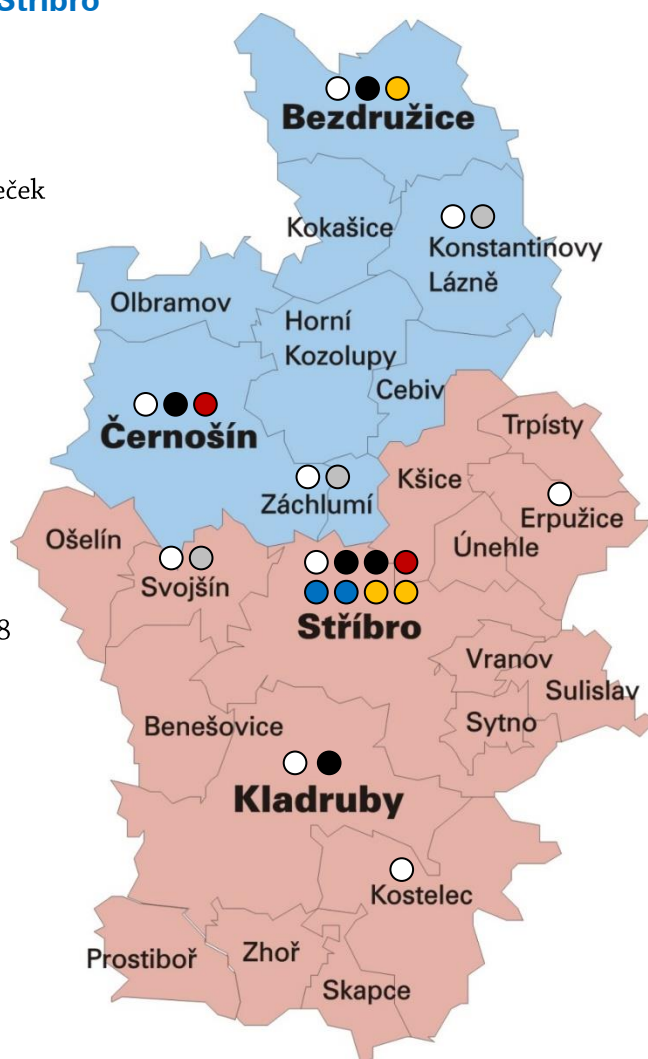 Stříbro
Bezdružice
eček
Kokašice
Konstantinovy
Lázně
Olbramov
Horní
Kozolupy
Cebiv
Trpísty
Černošín
Kšice
Záchlumí
Erpužice
Ošelín
Únehle
Svojšín
8
Stříbro
Vranov
Sulislav
Benešovice
Sytno
Kladruby
Kostelec
Prostiboř
Zhoř
Skapce